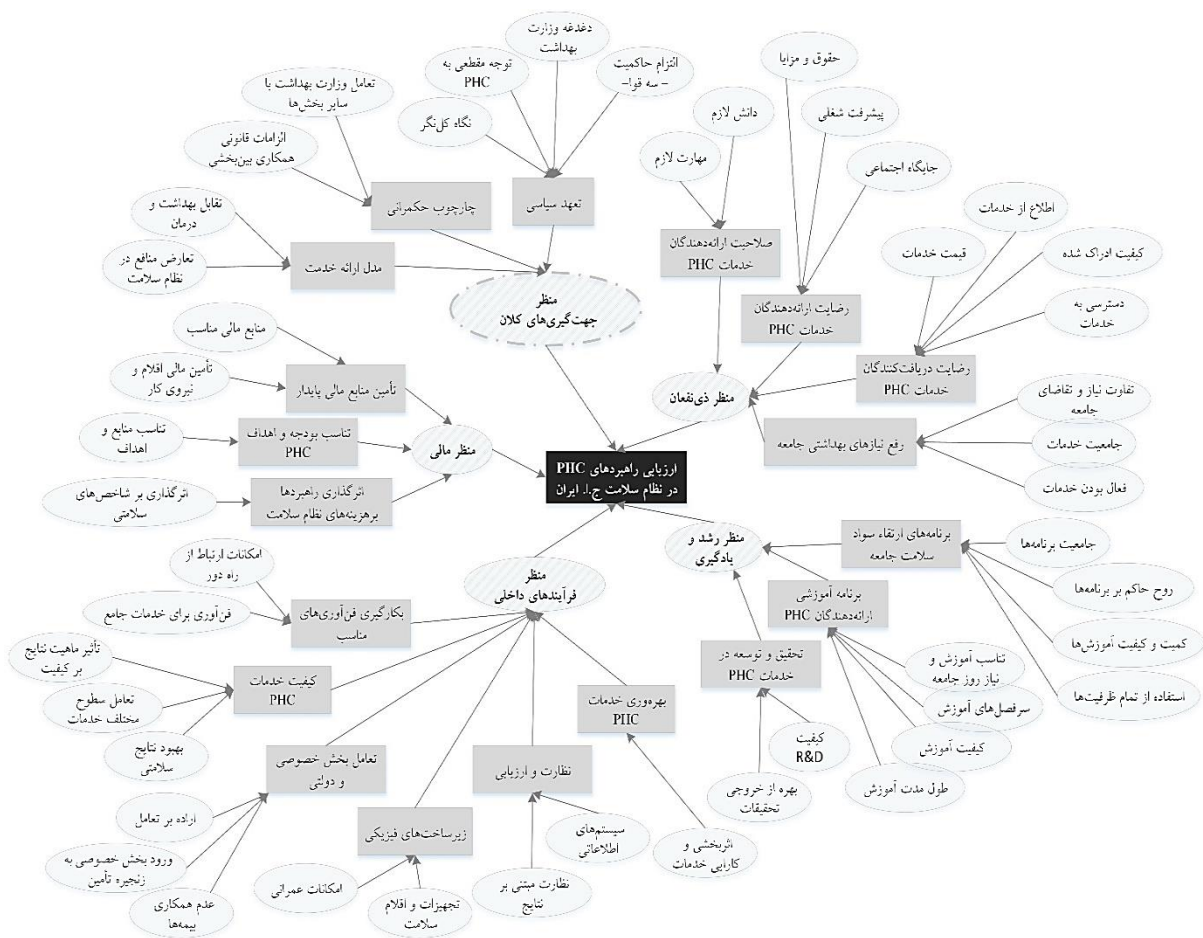 دغدغه وزارت
بهداشت
توجه مقطعی به
PHC
التزام حاکمیت
– سه قوا–
نگاه کل‌نگر
تعهد سیاسی
تعامل وزارت بهداشت با
سایر بخش‌ها
الزامات قانونی
همکاری بین‌بخشی
چارچوب حکمرانی
تقابل بهداشت و
درمان
تعارض منافع در
نظام سلامت
مدل ارائه خدمت
منظر
جهت‌گیری‌های کلان
حقوق و مزایا
پیشرفت شغلی
جایگاه اجتماعی
دانش لازم
مهارت لازم
صلاحیت ارائه‌دهندگان
خدمات PHC
رضایت ارائه‌دهندگان
خدمات PHC
اطلاع از خدمات
کیفیت ادراک شده
قیمت خدمات
دسترسی به
خدمات
رضایت دریافت‌کنندگان
خدمات PHC
تفاوت نیاز و تقاضای
جامعه
جامعیت خدمات
فعال بودن خدمات
رفع نیازهای بهداشتی جامعه
منظر ذی‌نفعان
منابع مالی مناسب
تأمین مالی اقلام و
نیروی کار
تأمین منابع مالی پایدار
تناسب منابع و
اهداف
تناسب بودجه و اهداف
PHC
اثرگذاری بر شاخص‌های
سلامتی
اثرگذاری راهبردها
برهزینه‌های نظام سلامت
منظر مالی
ارزیابی راهبردهای PHC
در نظام سلامت ج.ا. ایران
منظر رشد و
یادگیری
برنامه‌های ارتقاء سواد
سلامت جامعه
جامعیت برنامه‌ها
روح حاکم بر برنامه‌ها
کمیت و کیفیت آموزش‌ها
استفاده از تمام ظرفیت‌ها
برنامه آموزشی
ارائه‌دهندگان PHC
تناسب آموزش و
نیاز روز جامعه
سرفصل‌های آموزش
کیفیت آموزش
طول مدت آموزش
تحقیق و توسعه در
خدمات PHC
کیفیت
R&D
بهره از خروجی
تحقیقات
منظر
فرآیندهای داخلی
امکانات ارتباط از
راه دور
فن‌آوری برای خدمات جامع
بکارگیری فن‌آوری‌های
مناسب
تأثیر ماهیت نتایج
بر کیفیت
تعامل سطوح
مختلف خدمات
بهبود نتایج
سلامتی
کیفیت خدمات
PHC
تعامل بخش خصوصی
و دولتی
اراده بر تعامل
ورود بخش خصوصی به
زنجیره تأمین
عدم همکاری
بیمه‌ها
زیرساخت‌های فیزیکی
امکانات عمرانی
تجهیزات و اقلام
سلامت
نظارت و ارزیابی
سیستم‌های
اطلاعاتی
نظارت مبتنی بر
نتایج
بهره‌وری خدمات
PHC
اثربخشی و
کارایی خدمات